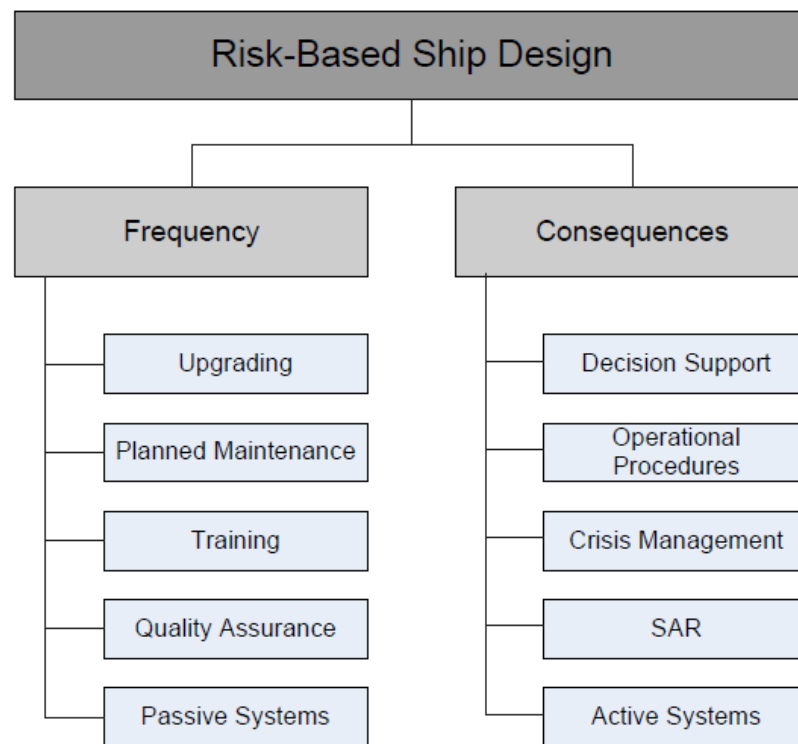 Risk-Based Ship Design
Frequency
Upgrading
Planned Maintenance
Training
Quality Assurance
Passive Systems
Consequences
Decision Support
Operational
Procedures
Crisis Management
SAR
Active Systems